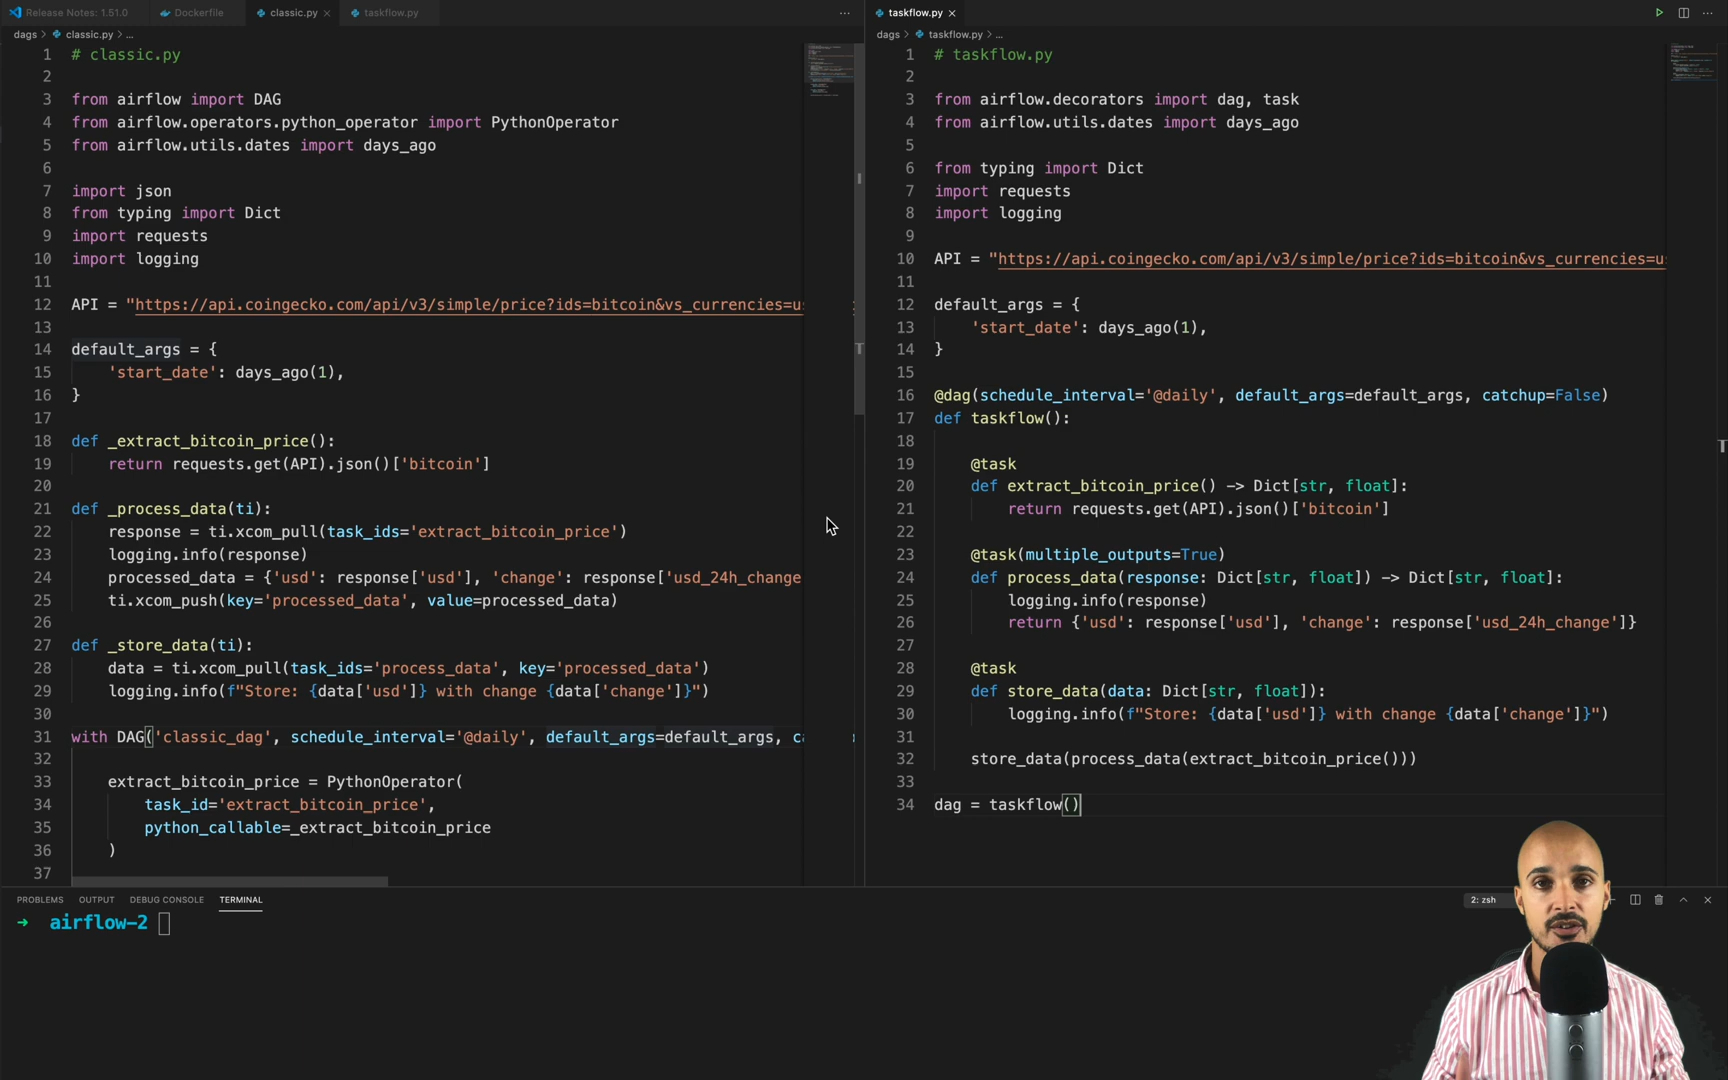 Release Notes: 1.51.0
Dockerfile
classic.py
taskflow.py
dags > classic.py > ...
1 # classic.py
2
3 from airflow import DAG
4 from airflow.operators.python_operator import PythonOperator
5 from airflow.utils.dates import days_ago
6
7 import json
8 from typing import Dict
9 import requests
10 import logging
11
12 API = "https://api.coingecko.com/api/v3/simple/price?ids=bitcoin&vs_currencies=u
13
14 default_args = {
15 'start_date': days_ago(1),
16 }
17
18 def _extract_bitcoin_price():
19 return requests.get(API).json()['bitcoin']
20
21 def _process_data(ti):
22 response = ti.xcom_pull(task_ids='extract_bitcoin_price')
23 logging.info(response)
24 processed_data = {'usd': response['usd'], 'change': response['usd_24h_change
25 ti.xcom_push(key='processed_data', value=processed_data)
26
27 def _store_data(ti):
28 data = ti.xcom_pull(task_ids='process_data', key='processed_data')
29 logging.info(f"Store: {data['usd']} with change {data['change']}")
30
31 with DAG('classic_dag', schedule_interval='@daily', default_args=default_args, ca
32
33 extract_bitcoin_price = PythonOperator(
34 task_id='extract_bitcoin_price',
35 python_callable=_extract_bitcoin_price
36 )
37
taskflow.py
dags > taskflow.py > ...
1 # taskflow.py
2
3 from airflow.decorators import dag, task
4 from airflow.utils.dates import days_ago
5
6 from typing import Dict
7 import requests
8 import logging
9
10 API = "https://api.coingecko.com/api/v3/simple/price?ids=bitcoin&vs_currencies=u
11
12 default_args = {
13 'start_date': days_ago(1),
14 }
15
16 @dag(schedule_interval='@daily', default_args=default_args, catchup=False)
17 def taskflow():
18
19 @task
20 def extract_bitcoin_price() -> Dict[str, float]:
21 return requests.get(API).json()['bitcoin']
22
23 @task(multiple_outputs=True)
24 def process_data(response: Dict[str, float]) -> Dict[str, float]:
25 logging.info(response)
26 return {'usd': response['usd'], 'change': response['usd_24h_change']}
27
28 @task
29 def store_data(data: Dict[str, float]):
30 logging.info(f"Store: {data['usd']} with change {data['change']}")
31
32 store_data(process_data(extract_bitcoin_price()))
33
34 dag = taskflow()
PROBLEMS OUTPUT DEBUG CONSOLE TERMINAL
2: zsh
→ airflow-2